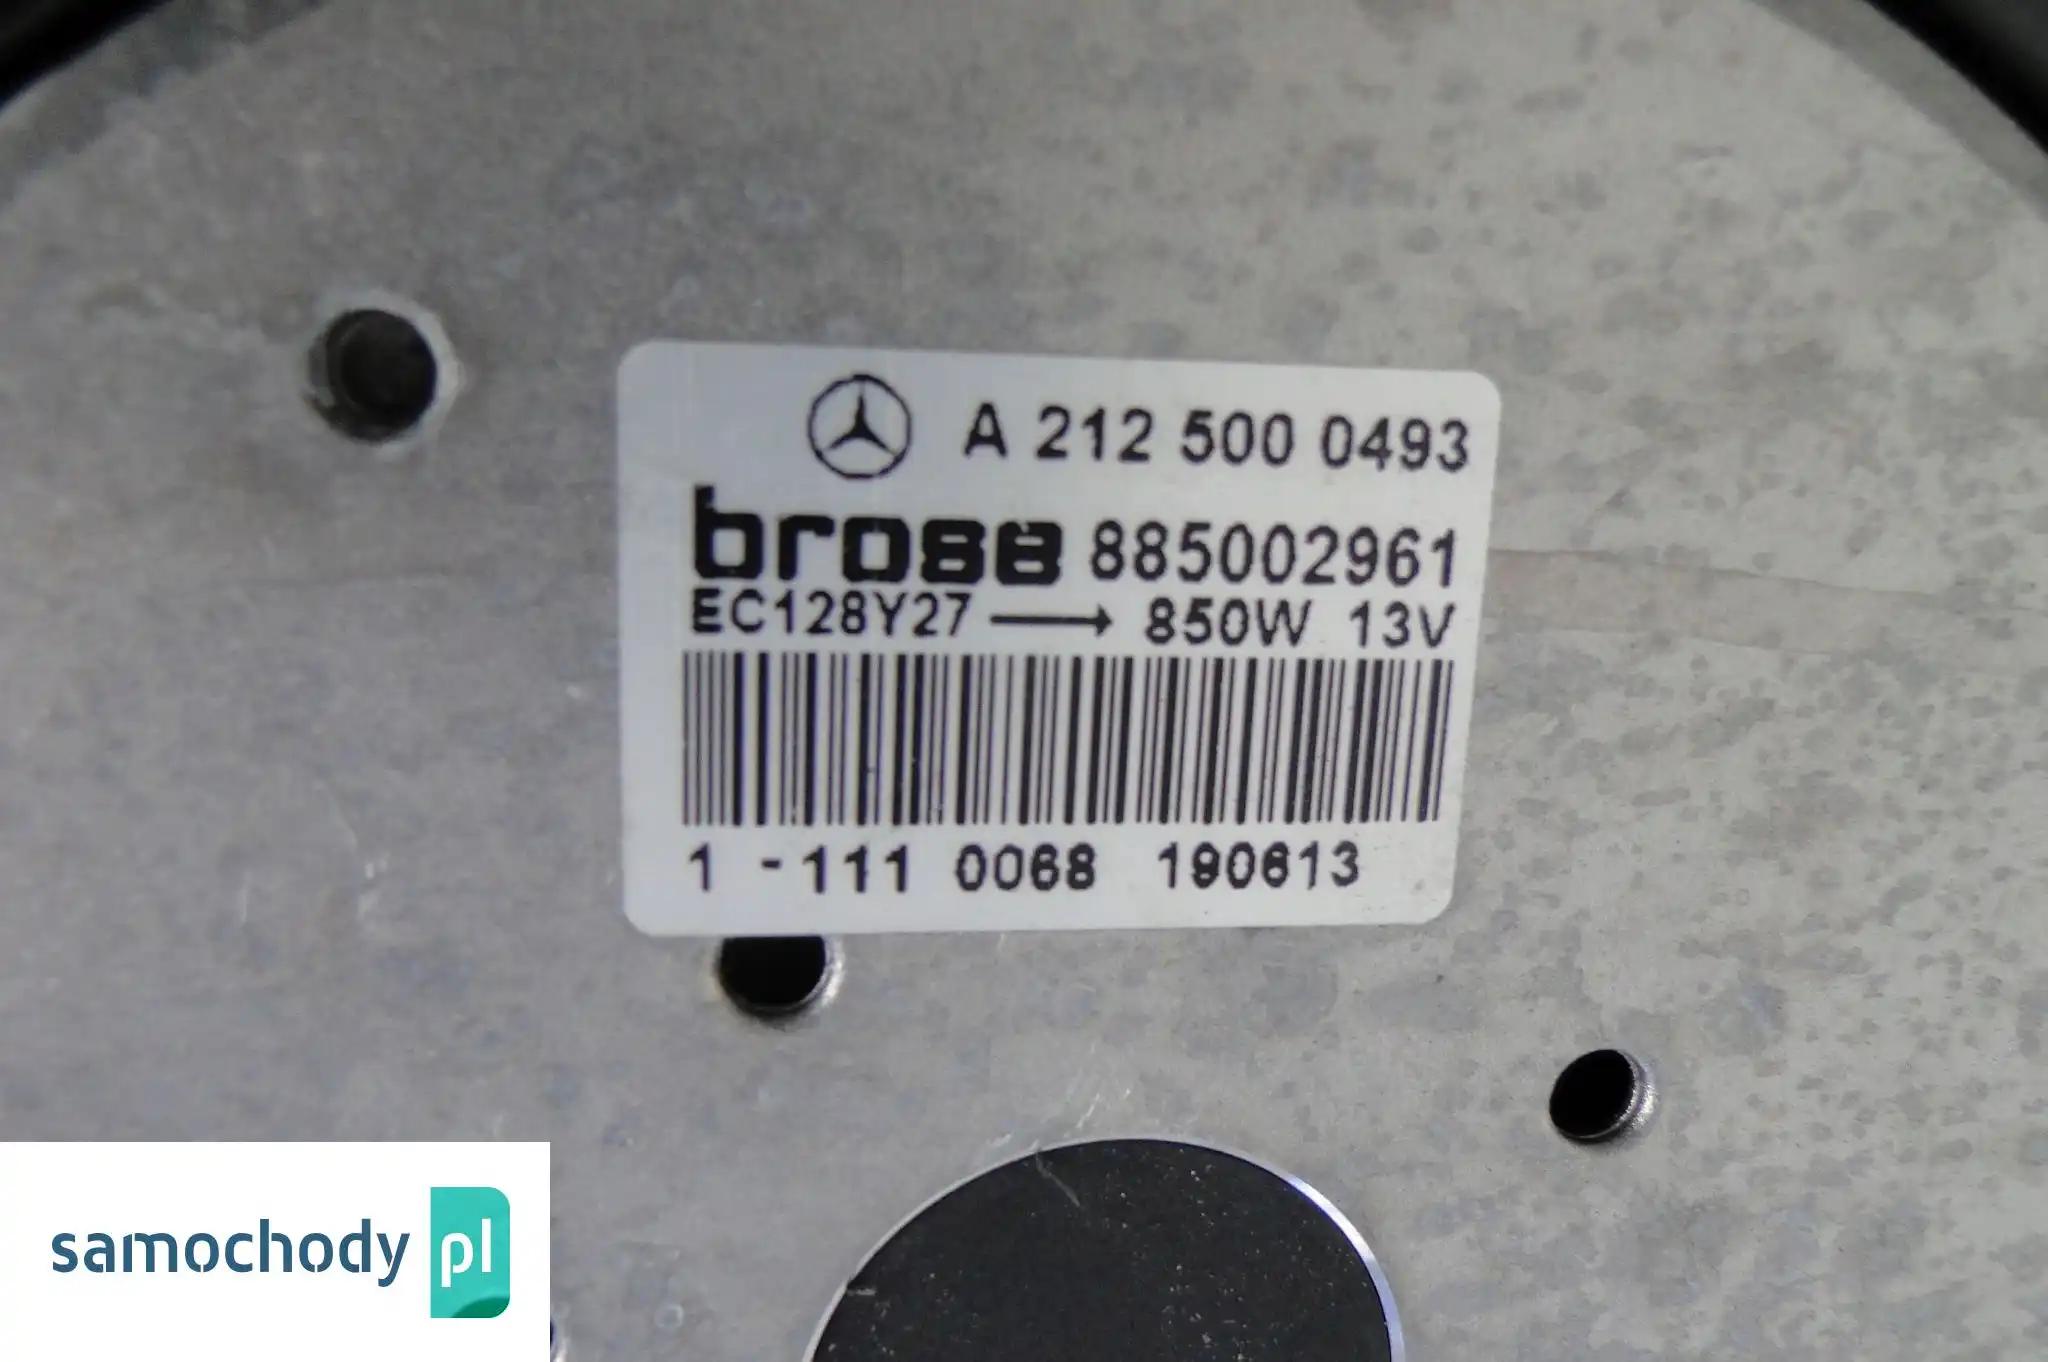 A 212 500 0493
brose 885002961
EC128Y27 → 850W 13V
1 -111 0068 190613
samochody pl